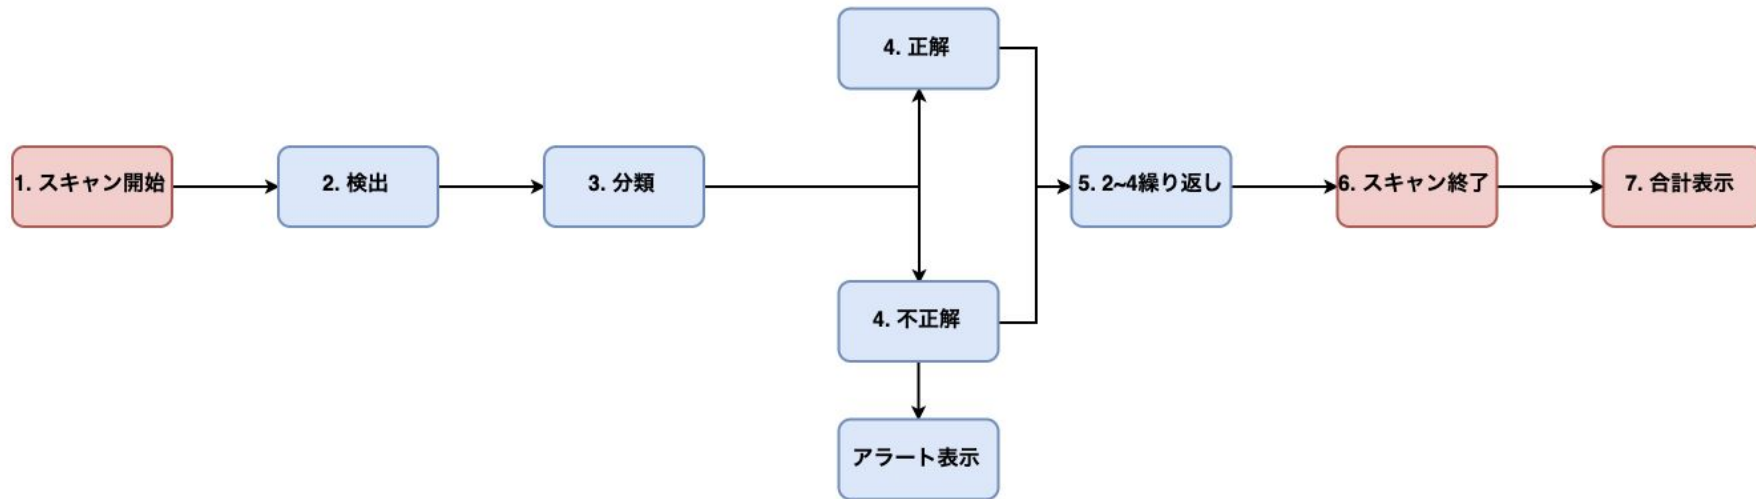 1. スキャン開始
2. 検出
3. 分類
4. 正解
4. 不正解
アラート表示
5. 2~4繰り返し
6. スキャン終了
7. 合計表示